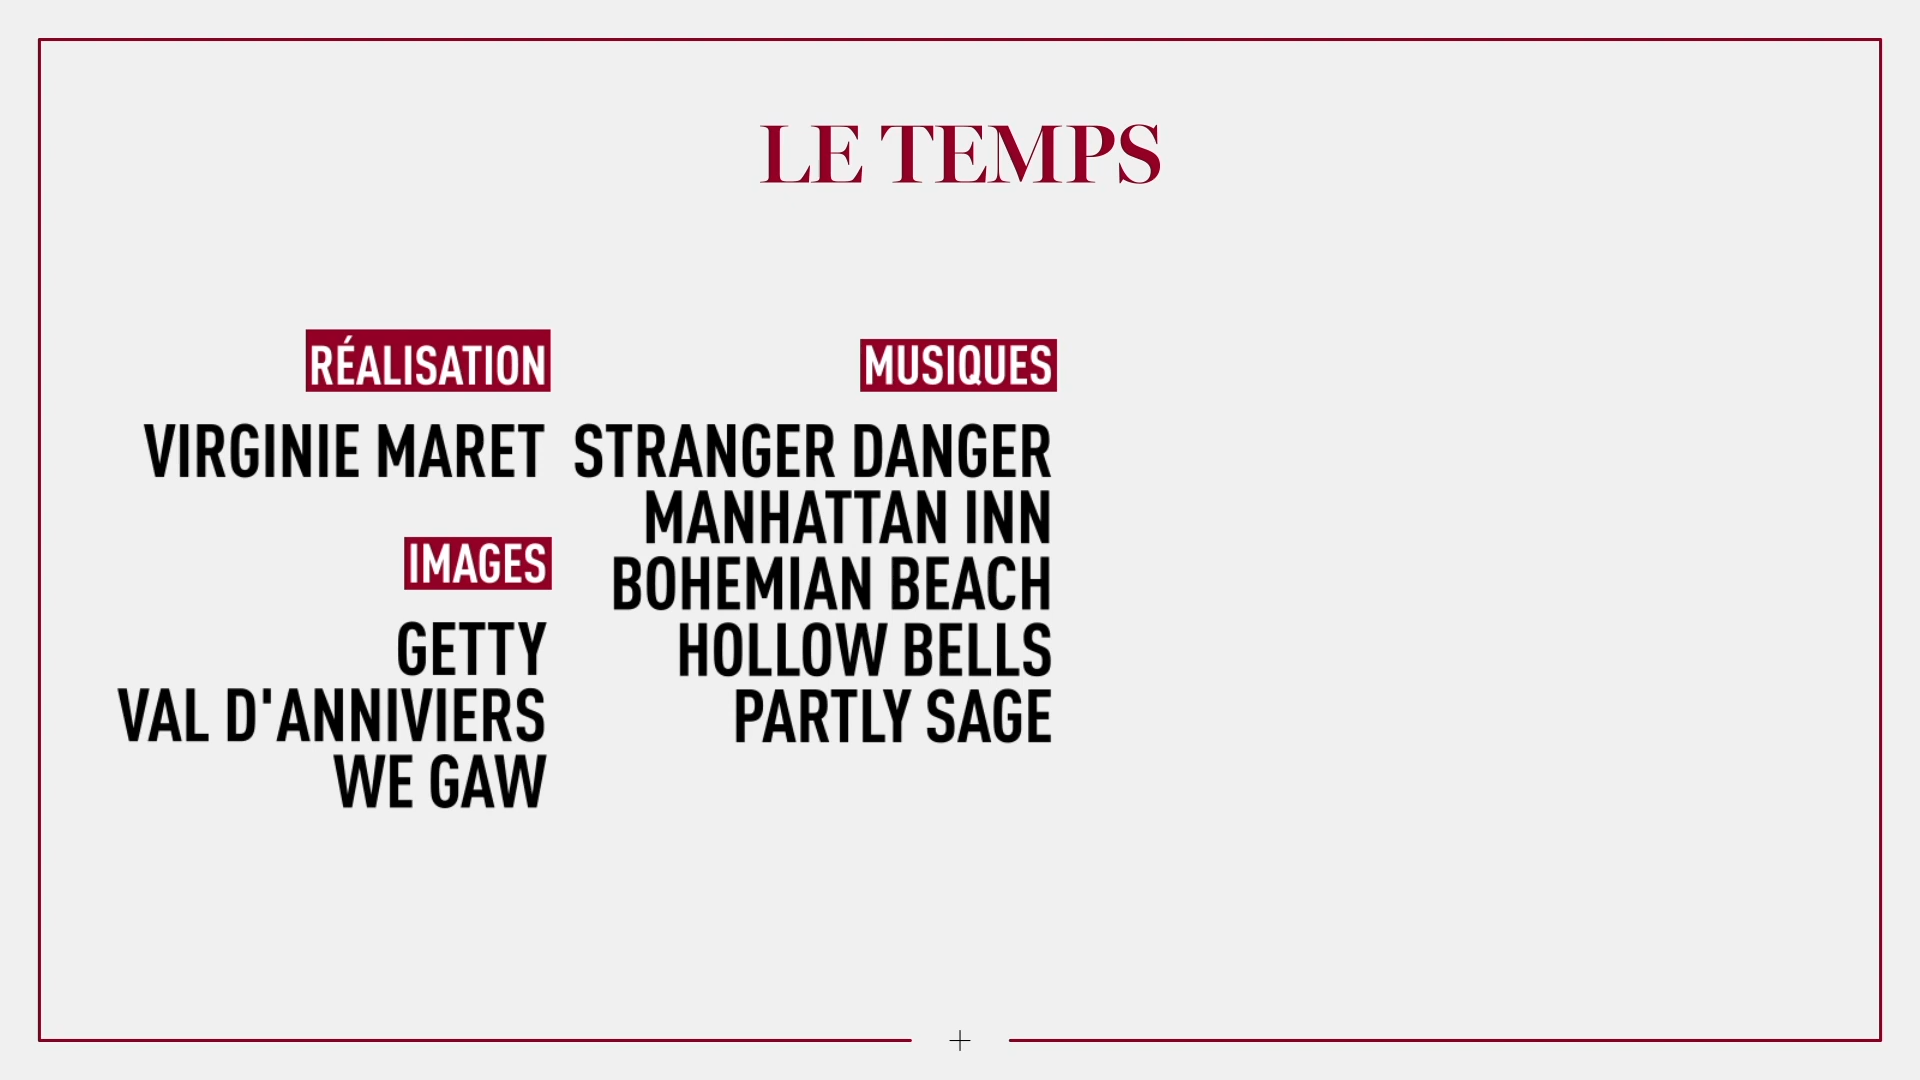 LE TEMPS
RÉALISATION
VIRGINIE MARET
IMAGES
GETTY
VAL D'ANNIVIERS
WE GAW
MUSIQUES
STRANGER DANGER
MANHATTAN INN
BOHEMIAN BEACH
HOLLOW BELLS
PARTLY SAGE